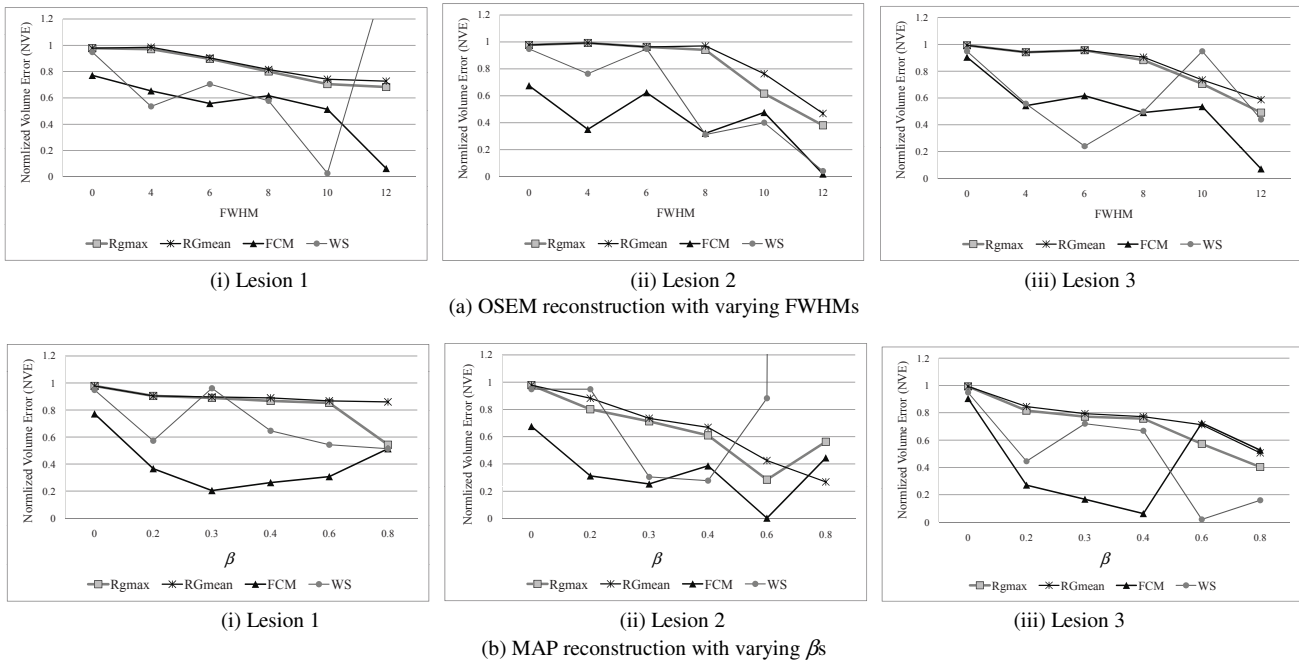 Normlized Volume Error (NVE)
1.2
1
0.8
0.6
0.4
0.2
0
0 4 6 8 10 12
FWHM
Rgmax RGmean FCM WS
(i) Lesion 1
Normlized Volume Error (NVE)
1.2
1
0.8
0.6
0.4
0.2
0
0 4 6 8 10 12
FWHM
Rgmax RGmean FCM WS
(ii) Lesion 2
Normlized Volume Error (NVE)
1.2
1
0.8
0.6
0.4
0.2
0
0 4 6 8 10 12
FWHM
Rgmax RGmean FCM WS
(iii) Lesion 3
(a) OSEM reconstruction with varying FWHMs
Normlized Volume Error (NVE)
1.2
1
0.8
0.6
0.4
0.2
0
0 0.2 0.3 0.4 0.6 0.8
β
Rgmax RGmean FCM WS
(i) Lesion 1
Normlized Volume Error (NVE)
1.2
1
0.8
0.6
0.4
0.2
0
0 0.2 0.3 0.4 0.6 0.8
β
Rgmax RGmean FCM WS
(ii) Lesion 2
Normlized Volume Error (NVE)
1.2
1
0.8
0.6
0.4
0.2
0
0 0.2 0.3 0.4 0.6 0.8
β
Rgmax RGmean FCM WS
(iii) Lesion 3
(b) MAP reconstruction with varying βs